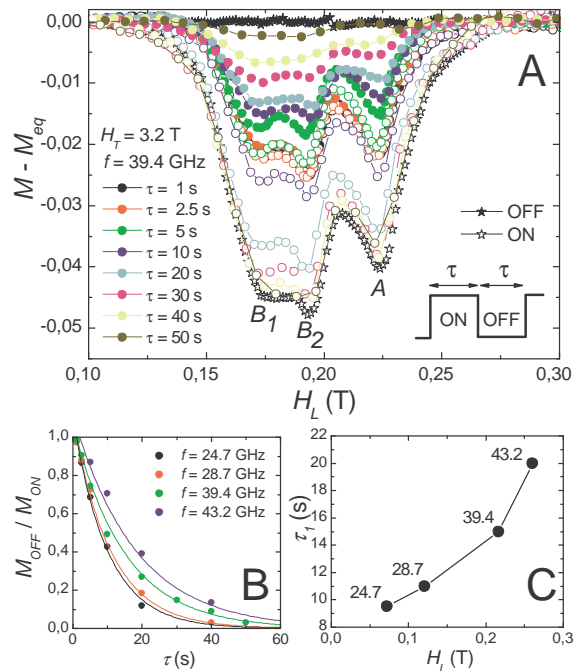 0,00
-0,01
-0,02
-0,03
-0,04
-0,05
M - M_eq
A
H_T = 3.2 T
f = 39.4 GHz
τ = 1 s
τ = 2.5 s
τ = 5 s
τ = 10 s
τ = 20 s
τ = 30 s
τ = 40 s
τ = 50 s
OFF
ON
τ τ
ON OFF
B_1 B_2 A
0,10 0,15 0,20 0,25 0,30
H_L (T)
1,0
0,8
0,6
0,4
0,2
0,0
M_OFF / M_ON
f = 24.7 GHz
f = 28.7 GHz
f = 39.4 GHz
f = 43.2 GHz
B
0 20 40 60
τ (s)
22
20
18
16
14
12
10
8
τ_1 (s)
43.2
39.4
28.7
24.7
C
0,0 0,1 0,2 0,3
H_L (T)